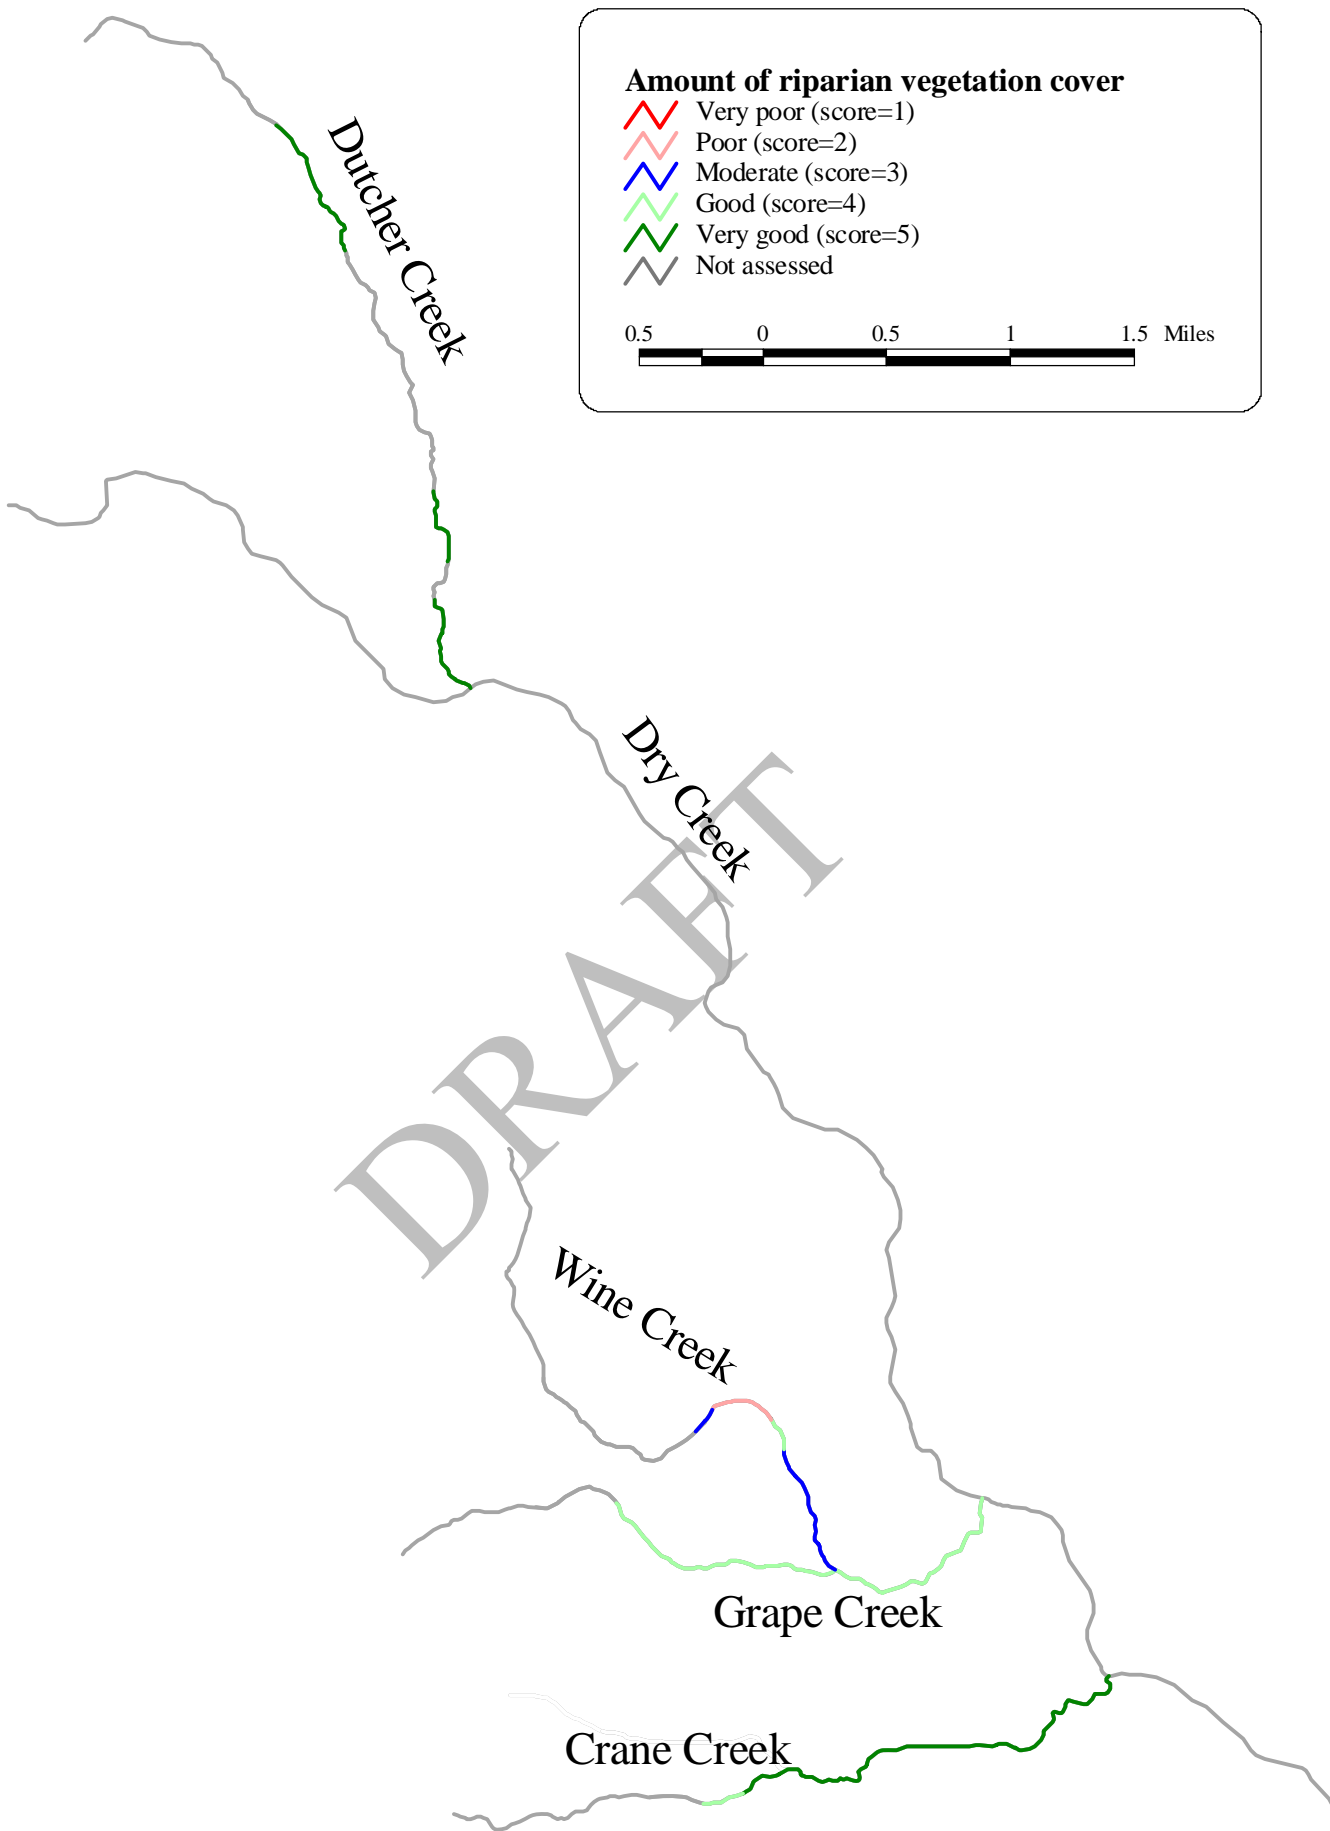 Amount of riparian vegetation cover
Very poor (score=1)
Poor (score=2)
Moderate (score=3)
Good (score=4)
Very good (score=5)
Not assessed
0.5 0 0.5 1 1.5 Miles
Dutcher Creek
Dry Creek
DRAFT
Wine Creek
Grape Creek
Crane Creek